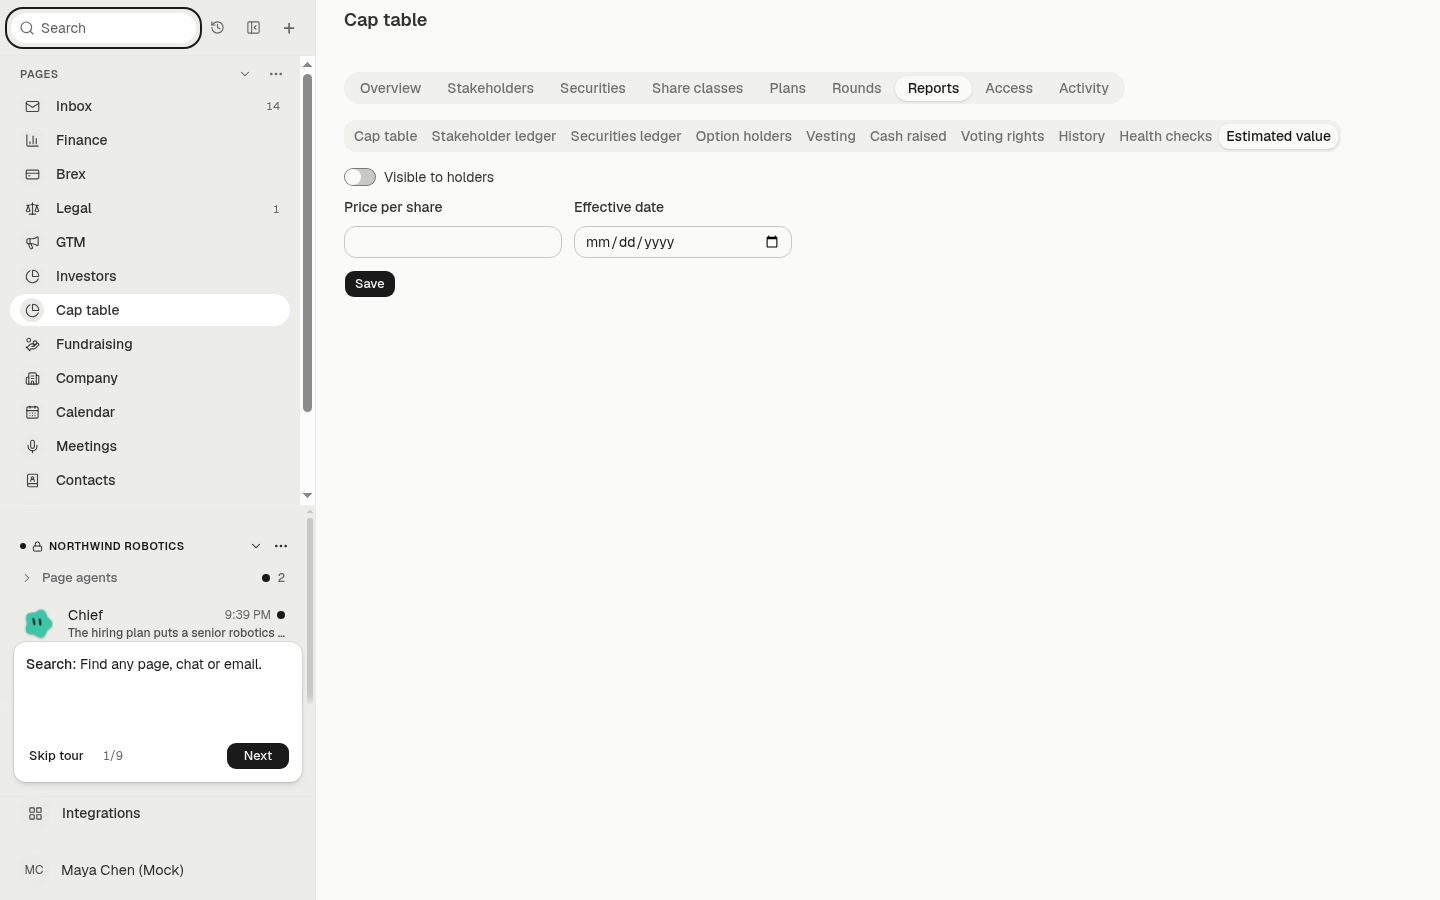 Search
PAGES
Inbox 14
Finance
Brex
Legal 1
GTM
Investors
Cap table
Fundraising
Company
Calendar
Meetings
Contacts
NORTHWIND ROBOTICS
Page agents 2
Chief 9:39 PM
The hiring plan puts a senior robotics ...
Search: Find any page, chat or email.
Skip tour 1/9 Next
Integrations
MC Maya Chen (Mock)
Cap table
Overview Stakeholders Securities Share classes Plans Rounds Reports Access Activity
Cap table Stakeholder ledger Securities ledger Option holders Vesting Cash raised Voting rights History Health checks Estimated value
Visible to holders
Price per share Effective date
mm/dd/yyyy
Save